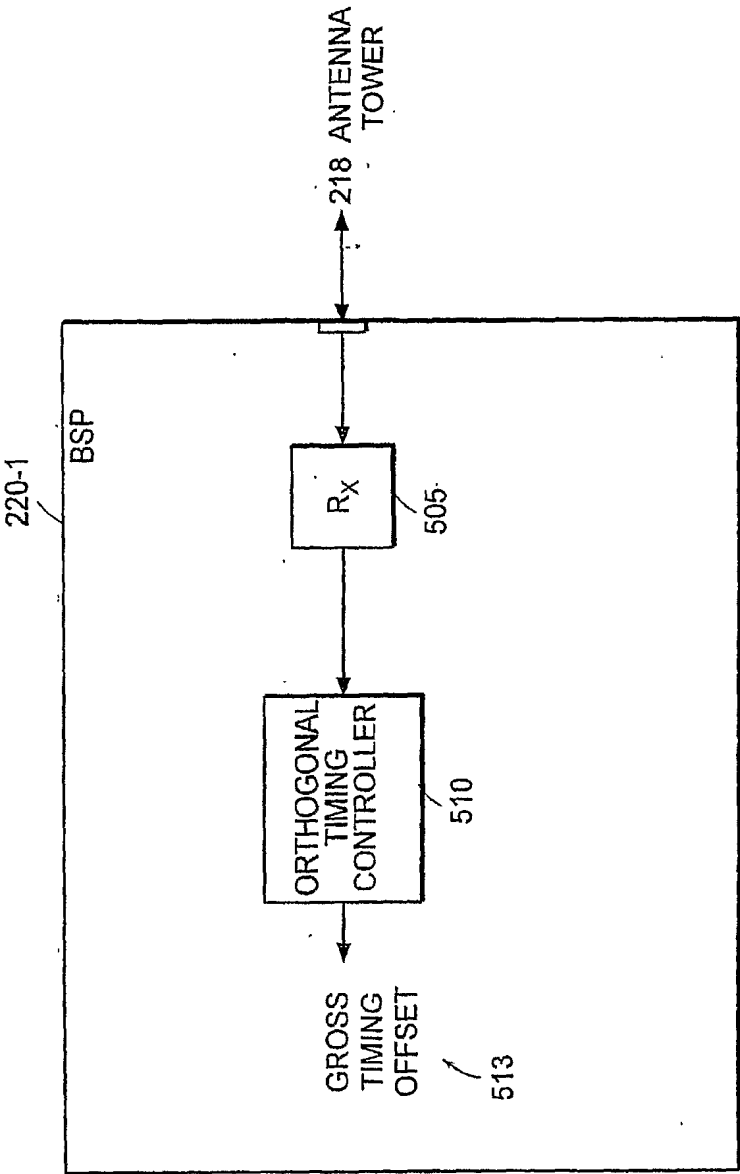 220-1
BSP
218 ANTENNA
TOWER
Rx
505
ORTHOGONAL
TIMING
CONTROLLER
510
GROSS
TIMING
OFFSET
513